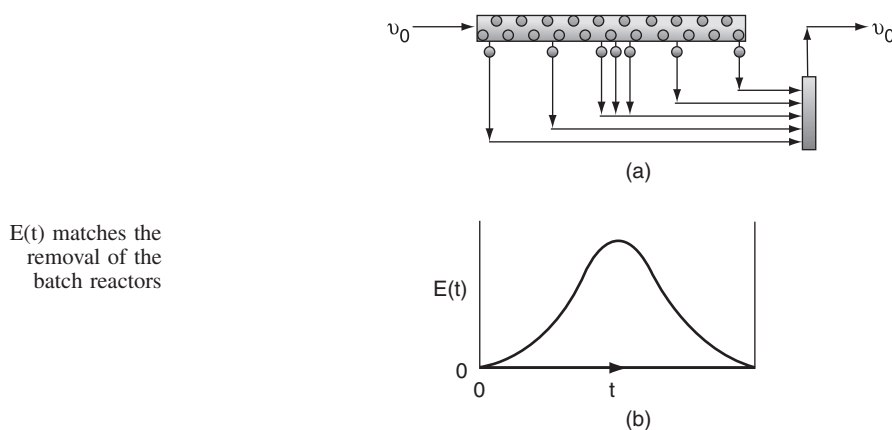 υ0
υ0
(a)
E(t) matches the
removal of the
batch reactors
E(t)
0
0
t
(b)